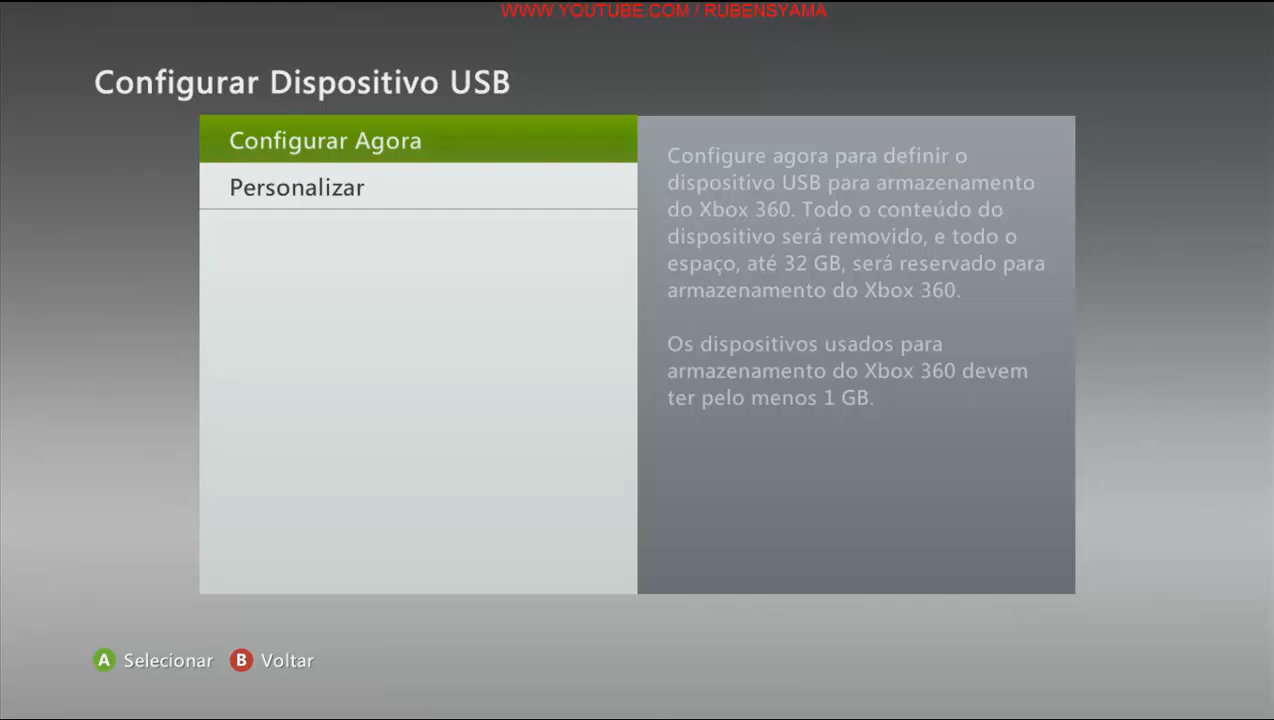 WWW YOUTUBE.COM / RUBENSYAMA
Configurar Dispositivo USB
Configurar Agora
Personalizar
Configure agora para definir o
dispositivo USB para armazenamento
do Xbox 360. Todo o conteúdo do
dispositivo será removido, e todo o
espaço, até 32 GB, será reservado para
armazenamento do Xbox 360.
Os dispositivos usados para
armazenamento do Xbox 360 devem
ter pelo menos 1 GB.
A Selecionar B Voltar